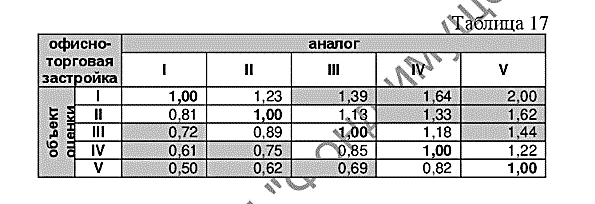 Таблица 17
офисно-торговая застройка аналог
I II III IV V
объект оценки
I 1,00 1,23 1,39 1,64 2,00
II 0,81 1,00 1,13 1,33 1,62
III 0,72 0,89 1,00 1,18 1,44
IV 0,61 0,75 0,85 1,00 1,22
V 0,50 0,62 0,69 0,82 1,00